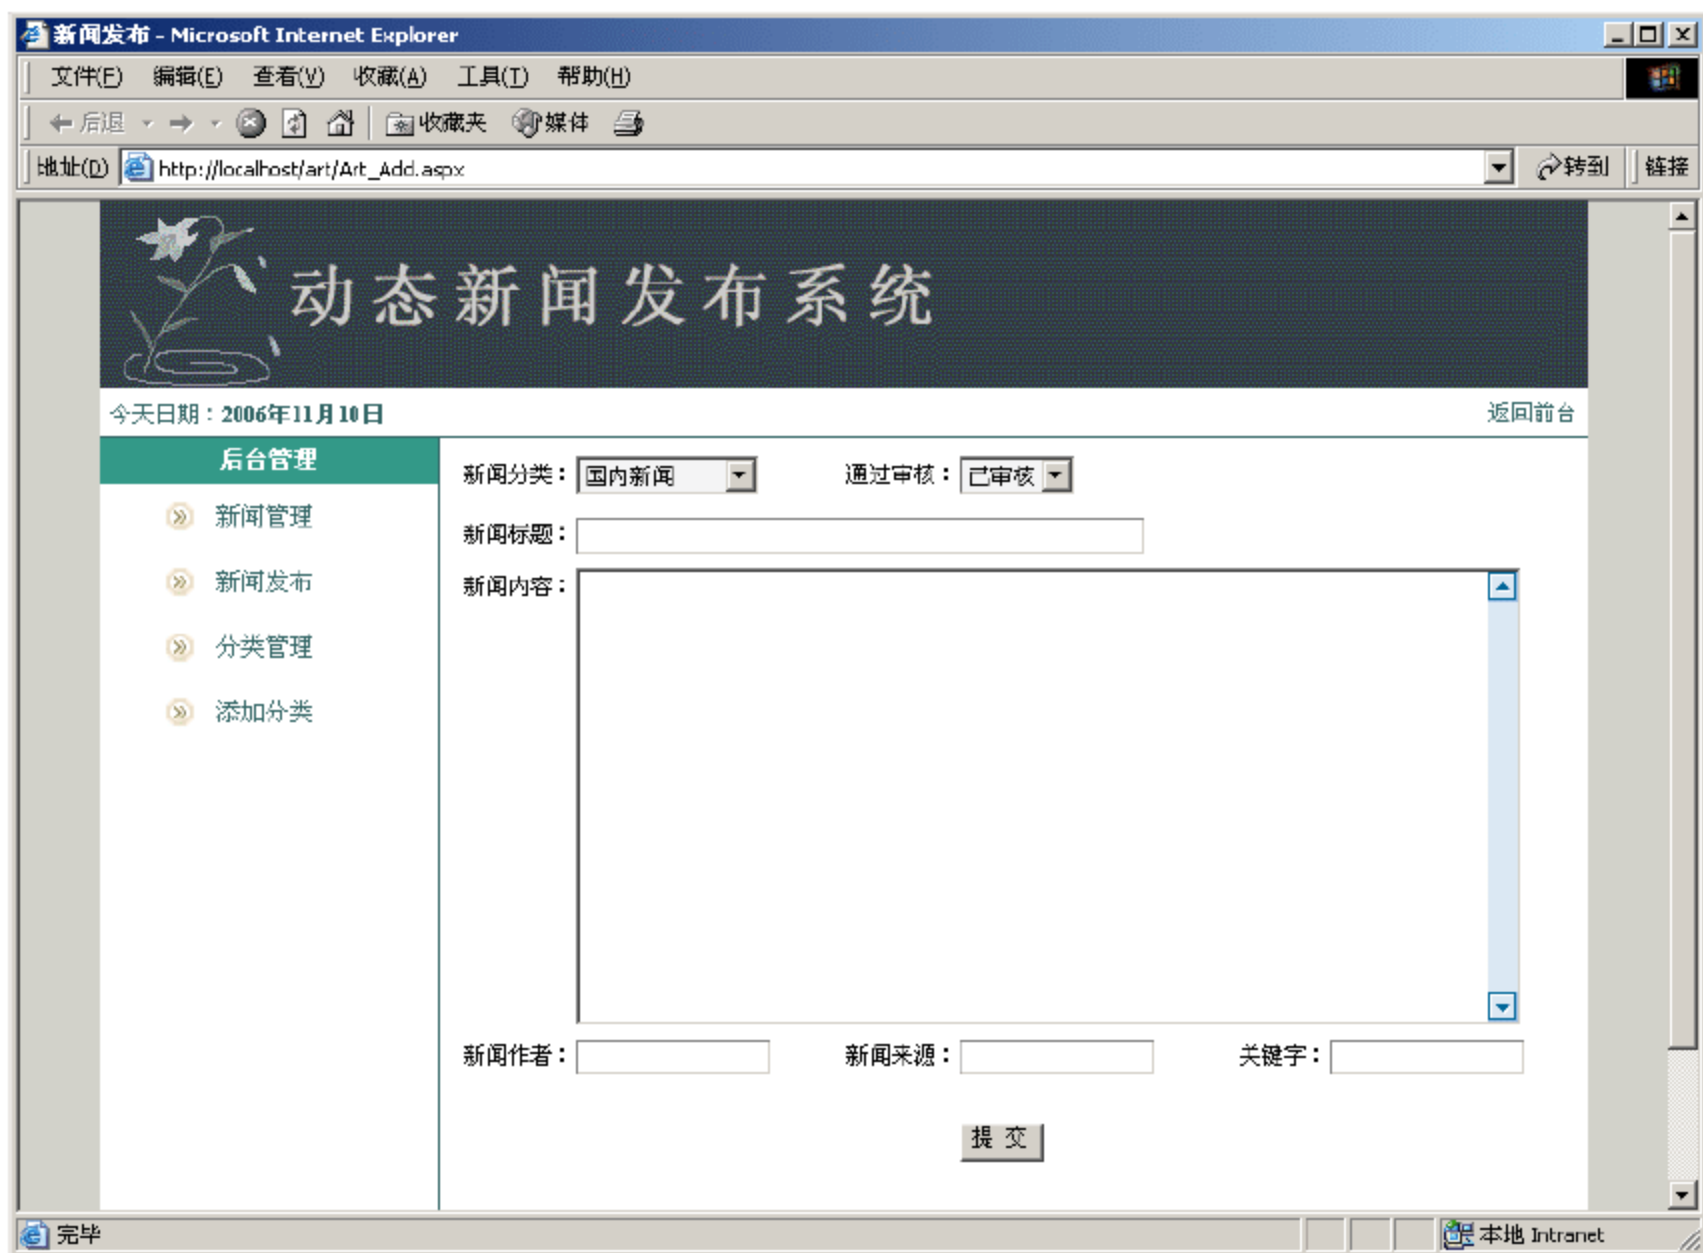 新闻发布 - Microsoft Internet Explorer
文件(F) 编辑(E) 查看(V) 收藏(A) 工具(T) 帮助(H)
后退 收藏夹 媒体
地址(D) http://localhost/art/Art_Add.aspx 转到 链接
动态新闻发布系统
今天日期：2006年11月10日 返回前台
后台管理
新闻管理
新闻发布
分类管理
添加分类
新闻分类： 国内新闻 通过审核： 已审核
新闻标题：
新闻内容：
新闻作者： 新闻来源： 关键字：
提 交
完毕 本地 Intranet